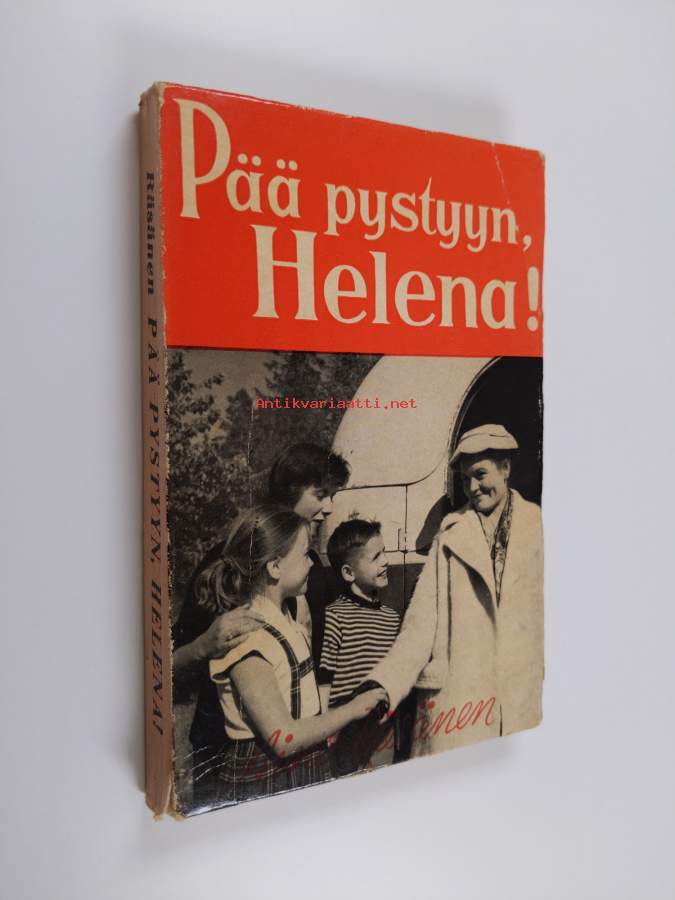 Pää pystyyn,
Helena!
Antikvariaatti.net
Räsänen PÄÄ PYSTYYN, HELENA!